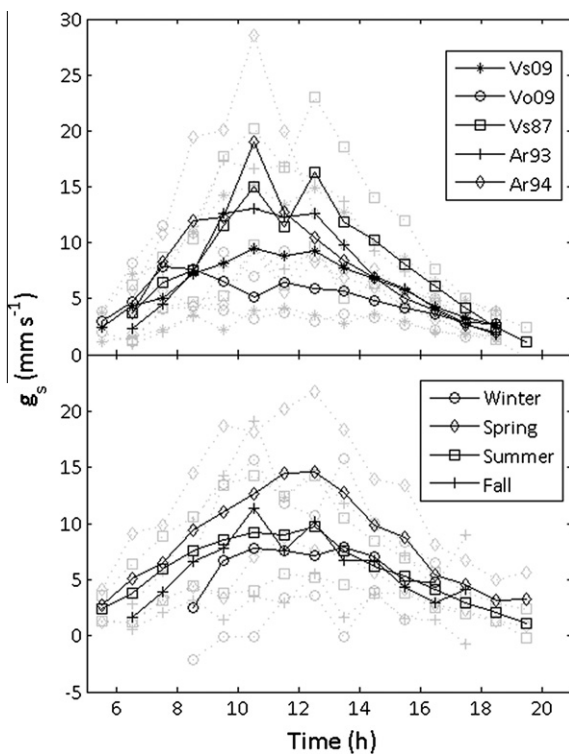 30
25
20
15
10
5
0
Vs09
Vo09
Vs87
Ar93
Ar94
g_s (mm s⁻¹)
20
15
10
5
0
-5
Winter
Spring
Summer
Fall
6 8 10 12 14 16 18 20
Time (h)